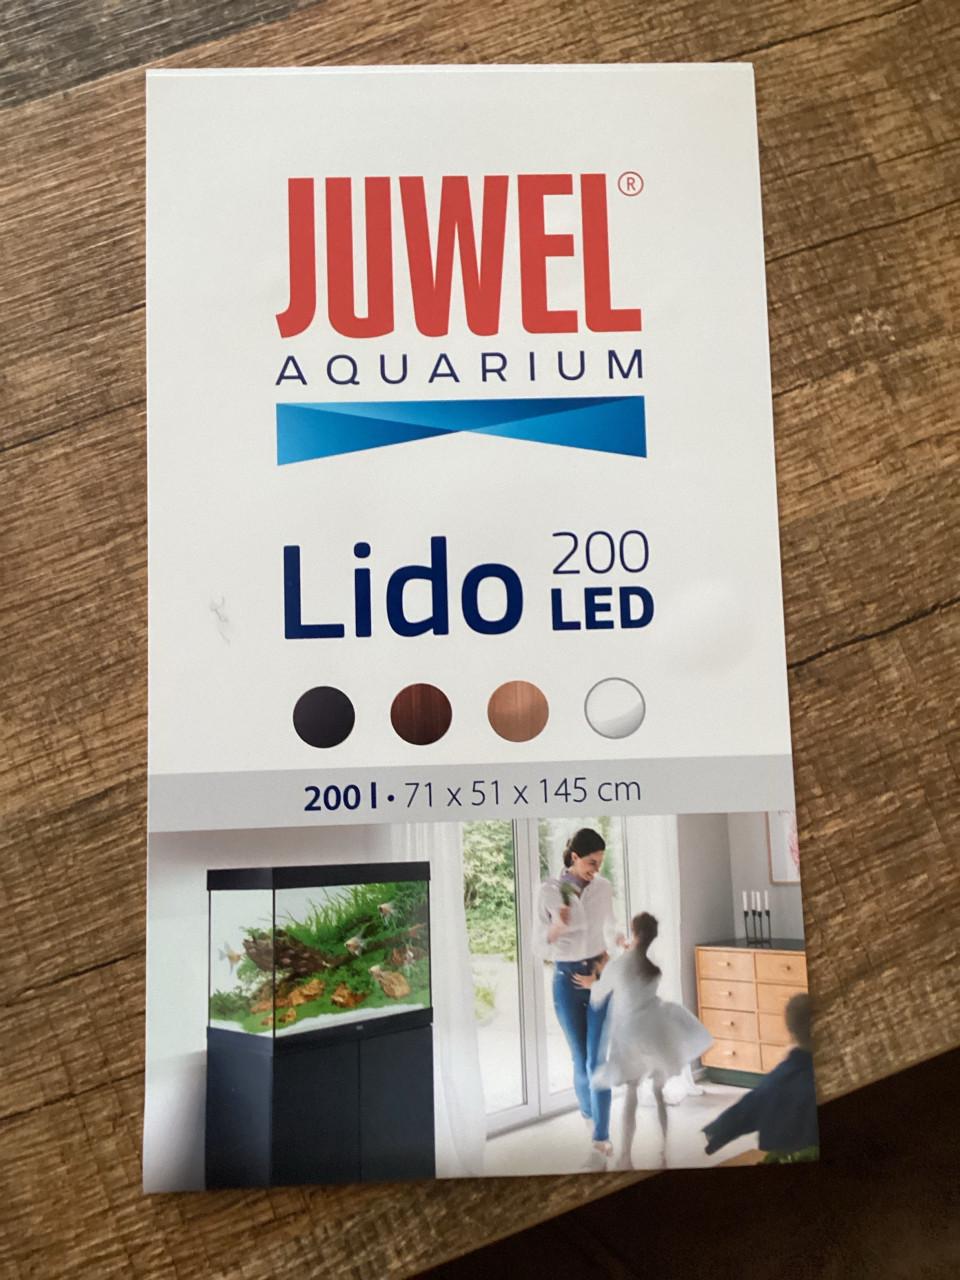 JUWEL®
AQUARIUM
Lido 200
LED
200 l • 71 x 51 x 145 cm